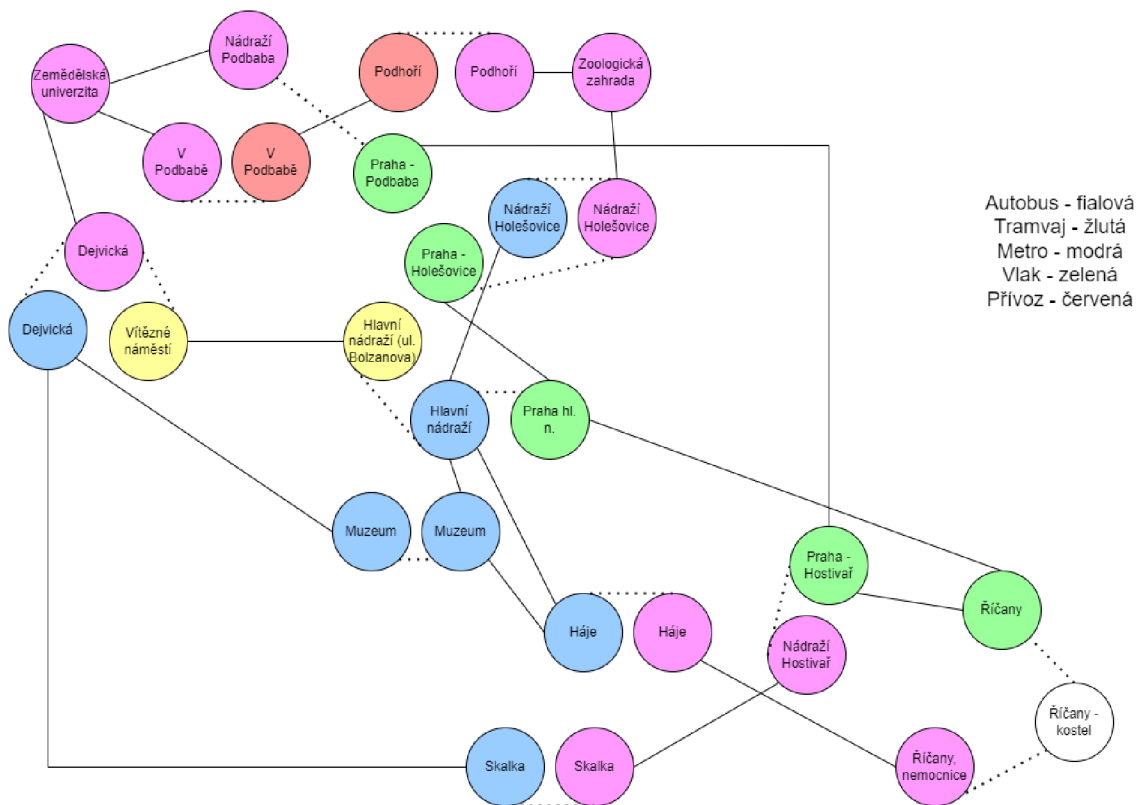 Nádraží
Podbaba
Zemědělská
univerzita
Podhoří
Podhoří
Zoologická
zahrada
V
Podbabě
V
Podbabě
Praha -
Podbaba
Nádraží
Holešovice
Nádraží
Holešovice
Autobus - fialová
Tramvaj - žlutá
Metro - modrá
Vlak - zelená
Přívoz - červená
Dejvická
Praha -
Holešovice
Dejvická
Vítězné
náměstí
Hlavní
nádraží (ul.
Bolzanova)
Hlavní
nádraží
Praha hl.
n.
Muzeum
Muzeum
Praha -
Hostivař
Říčany
Háje
Háje
Nádraží
Hostivař
Říčany -
kostel
Skalka
Skalka
Říčany,
nemocnice